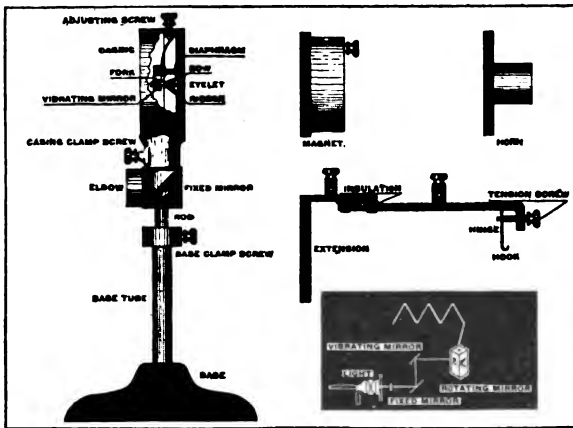 ADJUSTING SCREW
CASING
DIAPHRAGM
FORK
BOW
EYELET
VIBRATING MIRROR
CASING CLAMP SCREW
ELBOW
FIXED MIRROR
ROD
BASE CLAMP SCREW
BASE TUBE
BASE
MAGNET.
HORN
INSULATION
TENSION SCREW
HINGE
EXTENSION
HOOK
VIBRATING MIRROR
LIGHT
ROTATING MIRROR
FIXED MIRROR